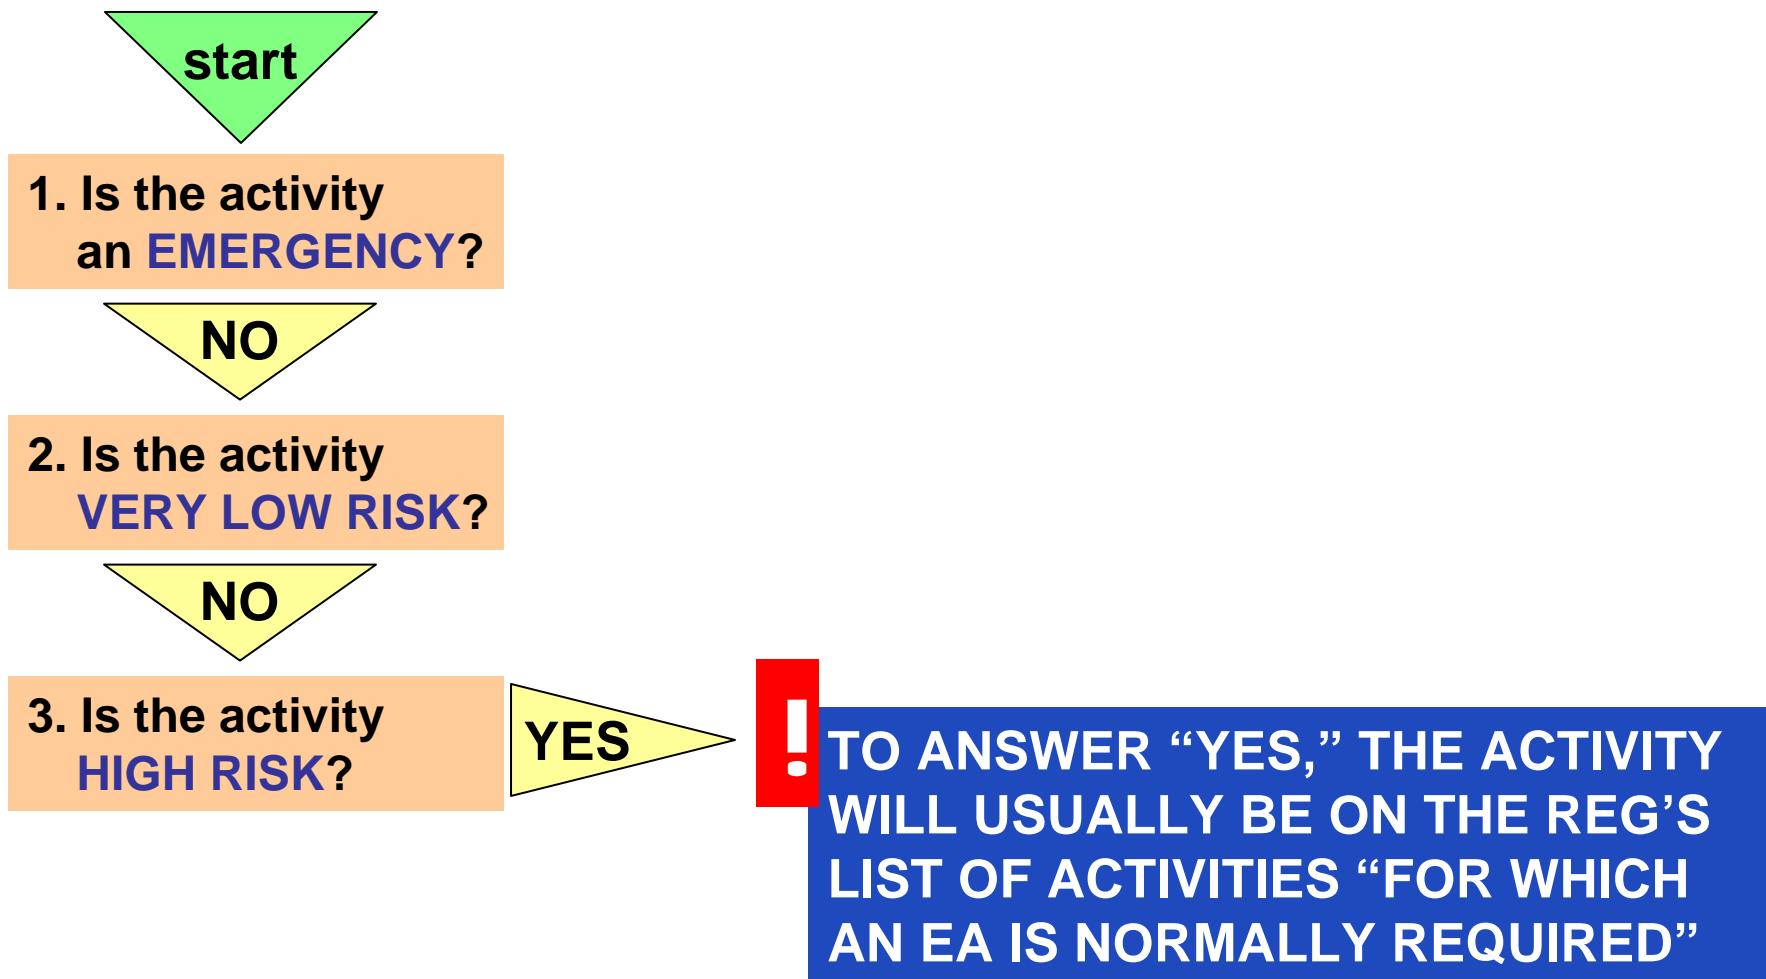 start
1. Is the activity
an EMERGENCY?
NO
2. Is the activity
VERY LOW RISK?
NO
3. Is the activity
HIGH RISK?
YES
!
TO ANSWER “YES,” THE ACTIVITY
WILL USUALLY BE ON THE REG’S
LIST OF ACTIVITIES “FOR WHICH
AN EA IS NORMALLY REQUIRED”